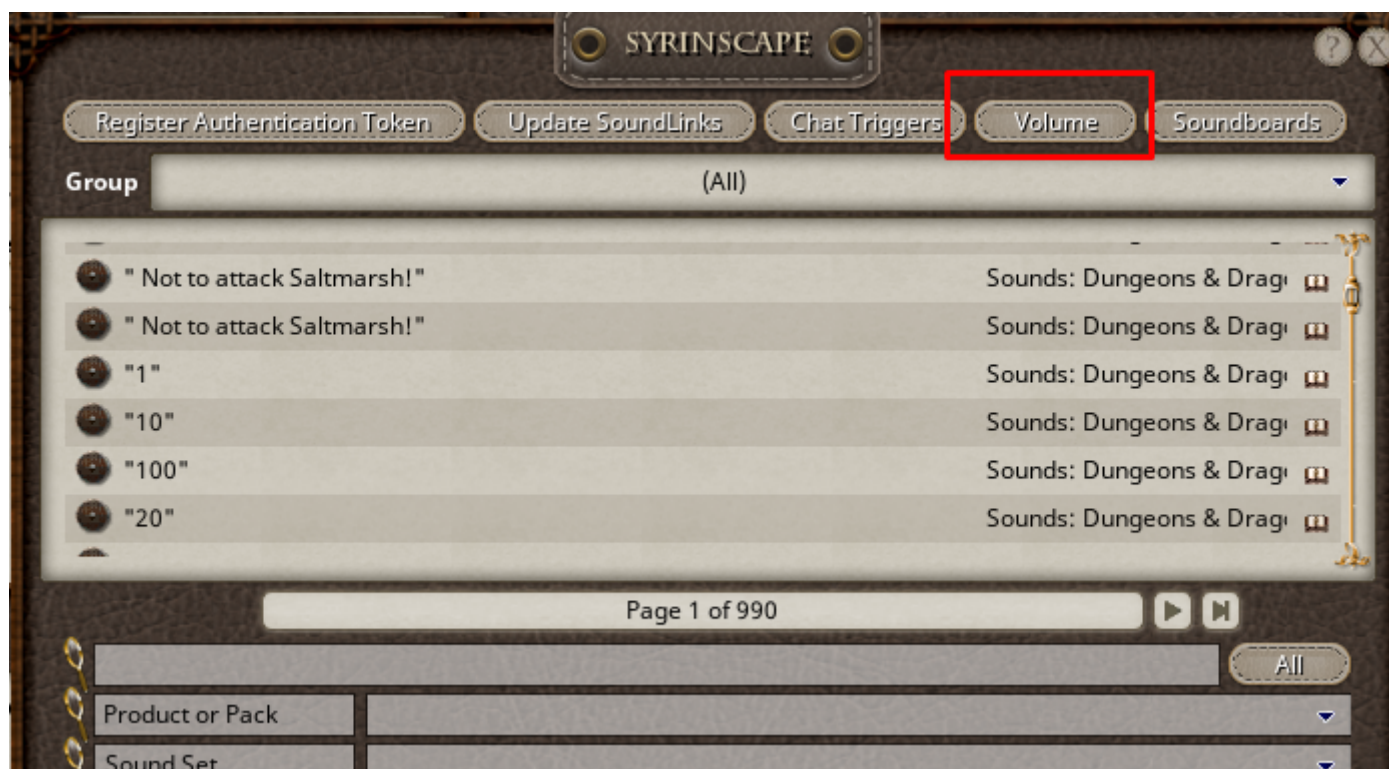 SYRINSCAPE
? X
Register Authentication Token Update SoundLinks Chat Triggers Volume Soundboards
Group (All)
" Not to attack Saltmarsh!" Sounds: Dungeons & Drag
" Not to attack Saltmarsh!" Sounds: Dungeons & Drag
"1" Sounds: Dungeons & Drag
"10" Sounds: Dungeons & Drag
"100" Sounds: Dungeons & Drag
"20" Sounds: Dungeons & Drag
Page 1 of 990
All
Product or Pack
Sound Set